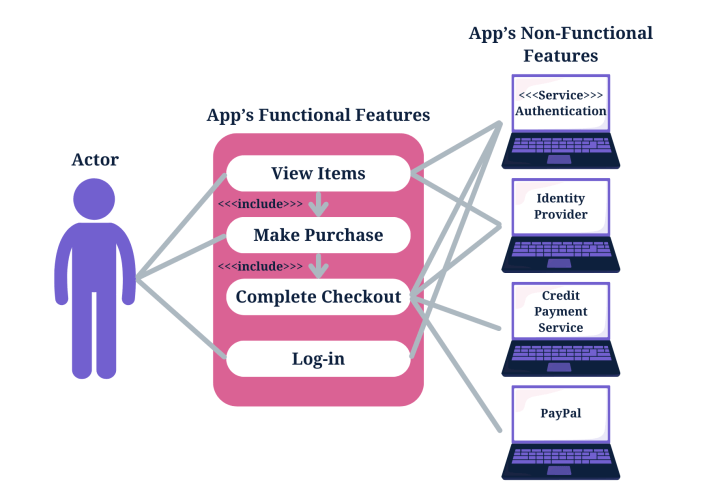 App's Non-Functional
Features
App's Functional Features
Actor
View Items
<<<include>>>
Make Purchase
<<<include>>>
Complete Checkout
Log-in
<<<Service>>>
Authentication
Identity
Provider
Credit
Payment
Service
PayPal